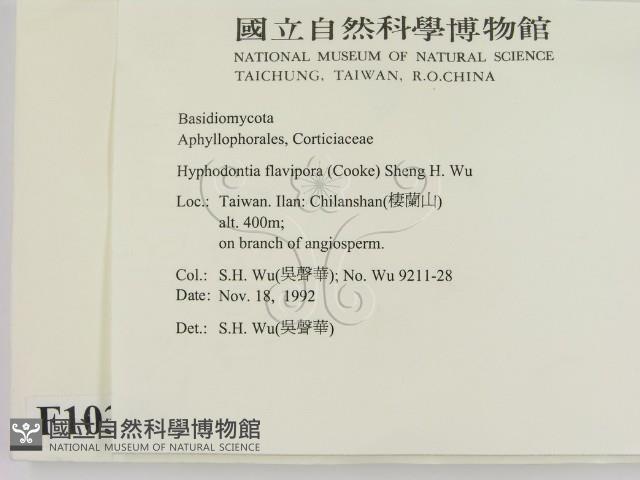 國立自然科學博物館
NATIONAL MUSEUM OF NATURAL SCIENCE
TAICHUNG, TAIWAN, R.O.CHINA
Basidiomycota
Aphyllophorales, Corticiaceae
Hyphodontia flavipora (Cooke) Sheng H. Wu
Loc.: Taiwan. Ilan: Chilanshan(棲蘭山)
alt. 400m;
on branch of angiosperm.
Col.: S.H. Wu(吳聲華); No. Wu 9211-28
Date: Nov. 18, 1992
Det.: S.H. Wu(吳聲華)
國立自然科學博物館
NATIONAL MUSEUM OF NATURAL SCIENCE